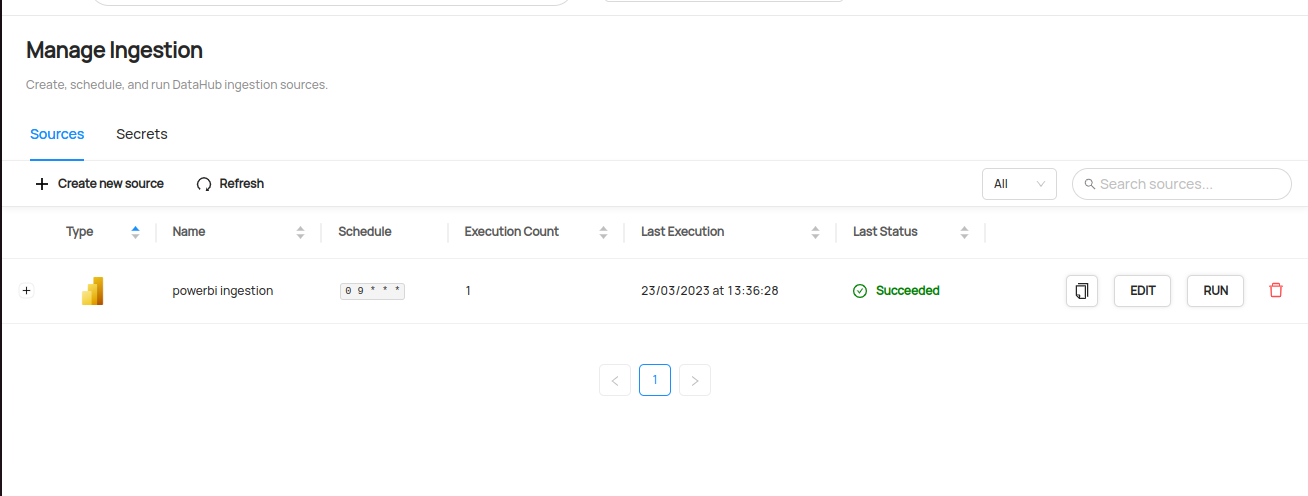 Manage Ingestion
Create, schedule, and run DataHub ingestion sources.
Sources Secrets
Create new source Refresh All Search sources...
Type Name Schedule Execution Count Last Execution Last Status
powerbi ingestion 0 9 * * * 1 23/03/2023 at 13:36:28 Succeeded EDIT RUN
< 1 >